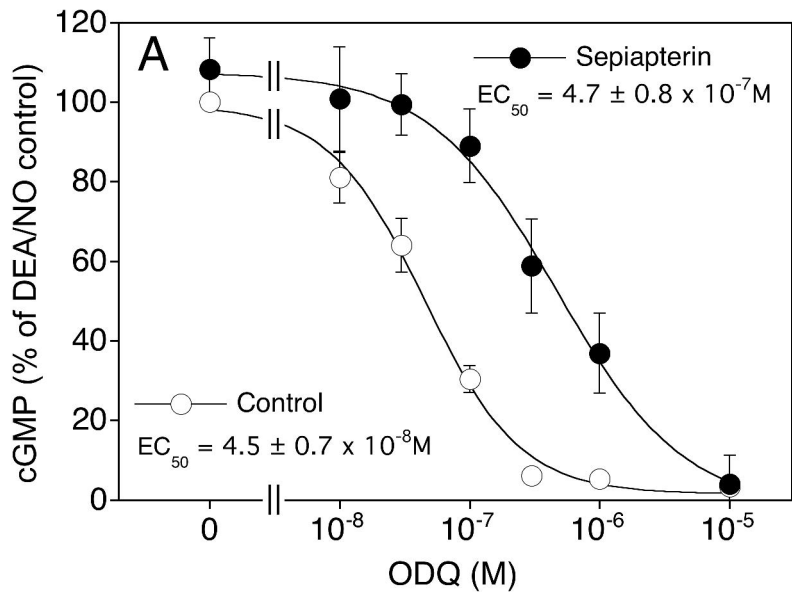 A
Sepiapterin
EC₅₀ = 4.7 ± 0.8 x 10⁻⁷M
cGMP (% of DEA/NO control)
120
100
80
60
40
20
0
Control
EC₅₀ = 4.5 ± 0.7 x 10⁻⁸M
0 10⁻⁸ 10⁻⁷ 10⁻⁶ 10⁻⁵
ODQ (M)